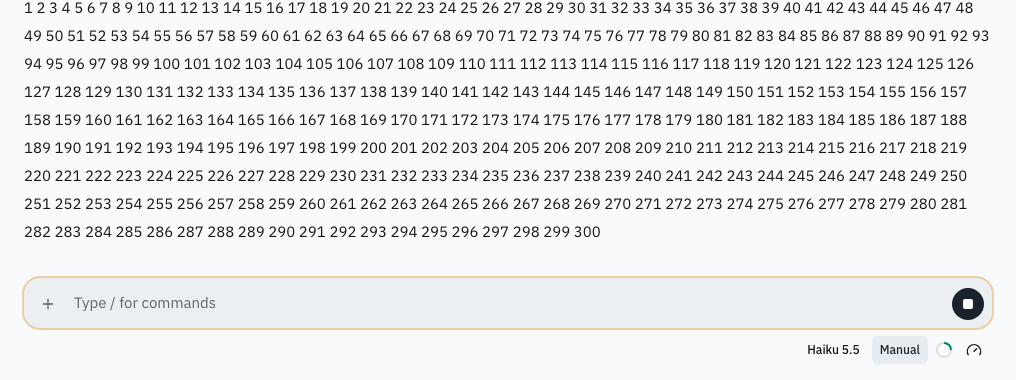 1 2 3 4 5 6 7 8 9 10 11 12 13 14 15 16 17 18 19 20 21 22 23 24 25 26 27 28 29 30 31 32 33 34 35 36 37 38 39 40 41 42 43 44 45 46 47 48
49 50 51 52 53 54 55 56 57 58 59 60 61 62 63 64 65 66 67 68 69 70 71 72 73 74 75 76 77 78 79 80 81 82 83 84 85 86 87 88 89 90 91 92 93
94 95 96 97 98 99 100 101 102 103 104 105 106 107 108 109 110 111 112 113 114 115 116 117 118 119 120 121 122 123 124 125 126
127 128 129 130 131 132 133 134 135 136 137 138 139 140 141 142 143 144 145 146 147 148 149 150 151 152 153 154 155 156 157
158 159 160 161 162 163 164 165 166 167 168 169 170 171 172 173 174 175 176 177 178 179 180 181 182 183 184 185 186 187 188
189 190 191 192 193 194 195 196 197 198 199 200 201 202 203 204 205 206 207 208 209 210 211 212 213 214 215 216 217 218 219
220 221 222 223 224 225 226 227 228 229 230 231 232 233 234 235 236 237 238 239 240 241 242 243 244 245 246 247 248 249 250
251 252 253 254 255 256 257 258 259 260 261 262 263 264 265 266 267 268 269 270 271 272 273 274 275 276 277 278 279 280 281
282 283 284 285 286 287 288 289 290 291 292 293 294 295 296 297 298 299 300
Type / for commands
Haiku 5.5 Manual